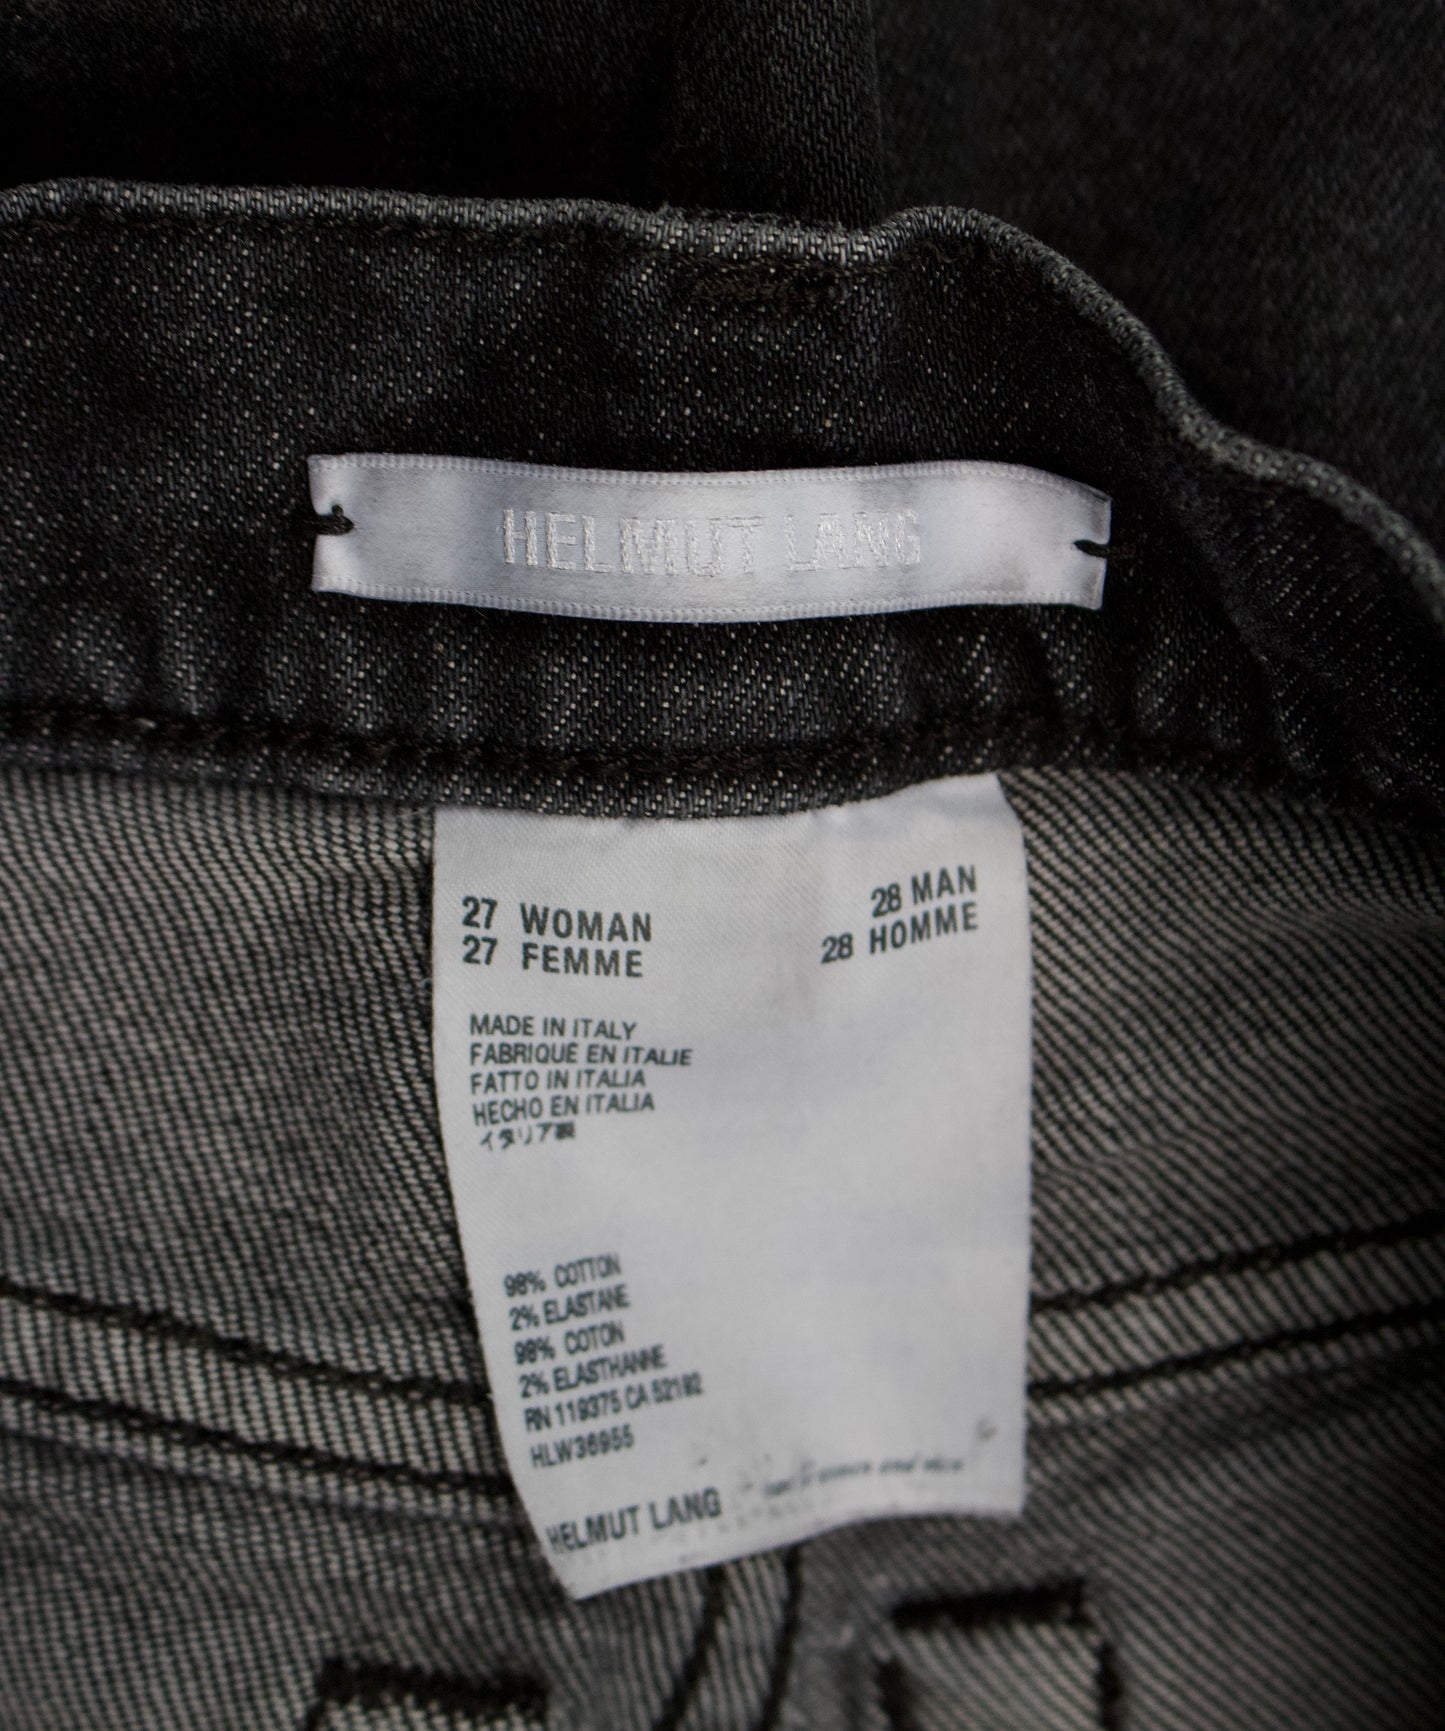 HELMUT LANG
27 WOMAN
27 FEMME
28 MAN
28 HOMME
MADE IN ITALY
FABRIQUÉ EN ITALIE
FATTO IN ITALIA
HECHO EN ITALIA
イタリア製
98% COTTON
2% ELASTANE
98% COTON
2% ELASTHANNE
RN 119375 CA 52192
HLW36955
HELMUT LANG